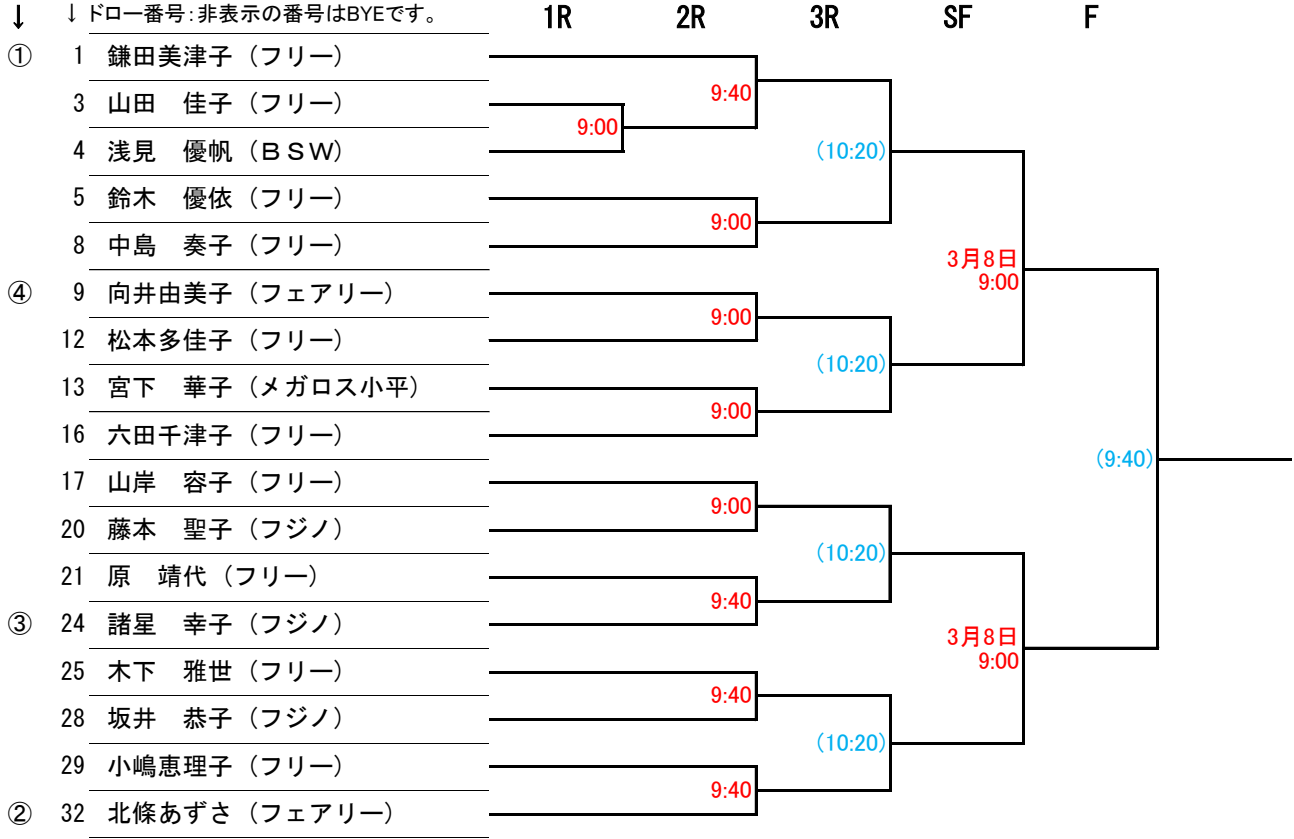 ↓ ↓ドロー番号：非表示の番号はBYEです。 1R 2R 3R SF F
① 1 鎌田美津子（フリー）
9:40
3 山田　佳子（フリー）
9:00
4 浅見　優帆（ＢＳＷ）
(10:20)
5 鈴木　優依（フリー）
9:00
8 中島　奏子（フリー）
3月8日
9:00
④ 9 向井由美子（フェアリー）
9:00
12 松本多佳子（フリー）
(10:20)
13 宮下　華子（メガロス小平）
9:00
16 六田千津子（フリー）
(9:40)
17 山岸　容子（フリー）
9:00
20 藤本　聖子（フジノ）
(10:20)
21 原　靖代（フリー）
9:40
③ 24 諸星　幸子（フジノ）
3月8日
9:00
25 木下　雅世（フリー）
9:40
28 坂井　恭子（フジノ）
(10:20)
29 小嶋恵理子（フリー）
9:40
② 32 北條あずさ（フェアリー）